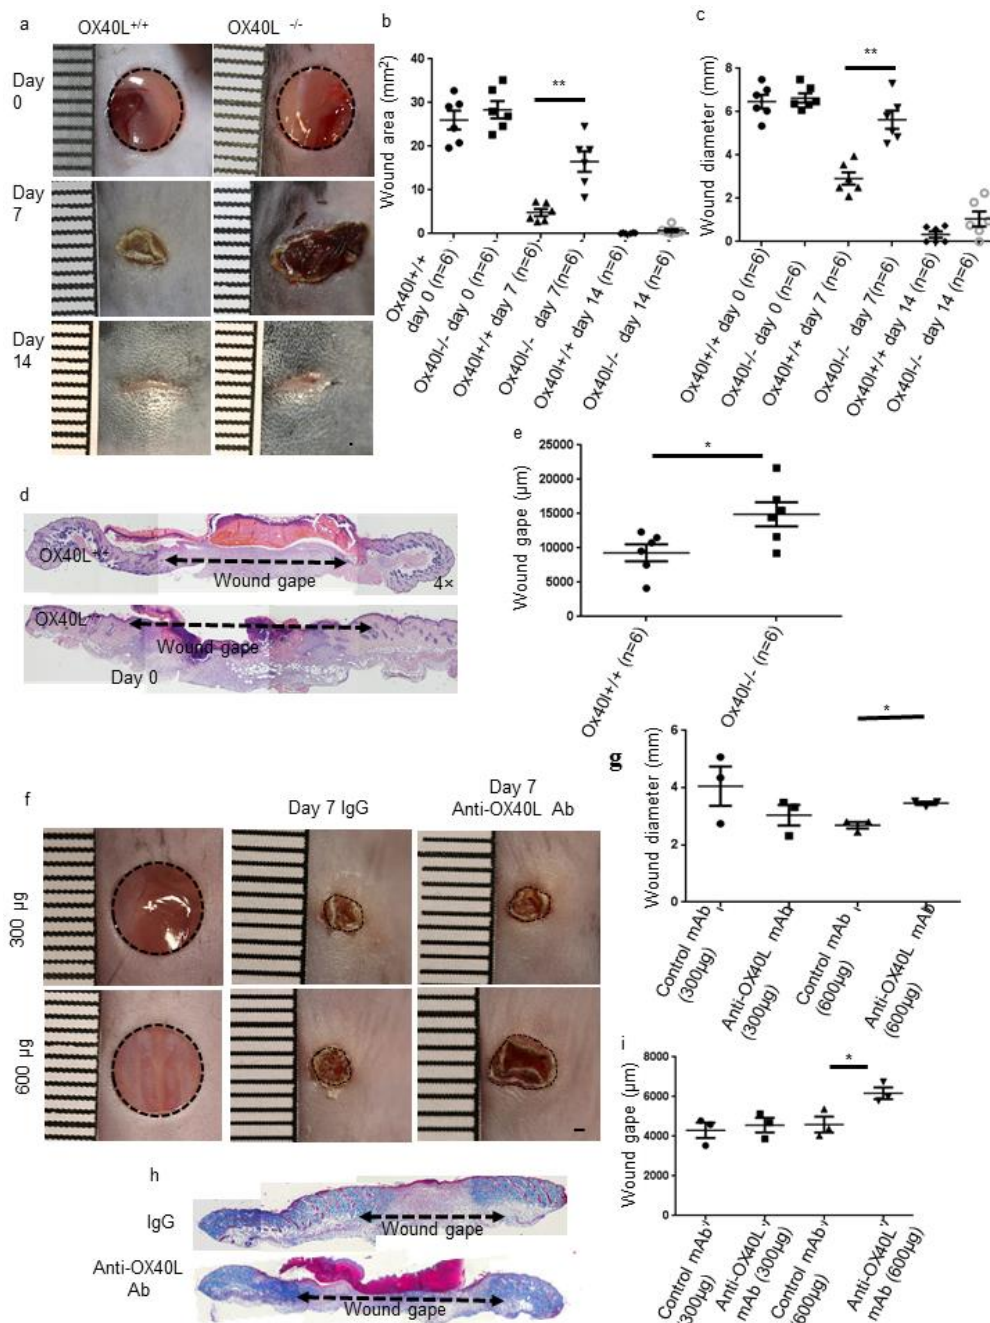 a
OX40L+/+
OX40L -/-
Day
0
Day
7
Day
14
b
Wound area (mm²)
40
30
20
10
0
**
Ox40l+/+
day 0 (n=6)
Ox40l-/- day 0 (n=6)
Ox40l+/+ day 7 (n=6)
Ox40l-/- day 7(n=6)
Ox40l+/+ day 14 (n=6)
Ox40l-/- day 14 (n=6)
c
Wound diameter (mm)
8
6
4
2
0
**
Ox40l+/+ day 0 (n=6)
Ox40l-/- day 0 (n=6)
Ox40l+/+ day 7 (n=6)
Ox40l-/- day 7(n=6)
Ox40l+/+ day 14 (n=6)
Ox40l-/- day 14 (n=6)
d
OX40L+/+
Wound gape
4×
OX40L-/-
Wound gape
Day 0
e
Wound gape (µm)
25000
20000
15000
10000
5000
0
*
Ox40l+/+ (n=6)
Ox40l-/- (n=6)
f
Day 7 IgG
Day 7
Anti-OX40L Ab
300 µg
600 µg
g
Wound diameter (mm)
6
4
2
0
*
Control mAb
(300µg)
Anti-OX40L mAb
(300µg)
Control mAb
(600µg)
Anti-OX40L mAb
(600µg)
h
IgG
Wound gape
Anti-OX40L
Ab
Wound gape
i
Wound gape (µm)
8000
6000
4000
2000
0
*
Control mAb
(300µg)
Anti-OX40L
mAb (300µg)
Control mAb
(600µg)
Anti-OX40L
mAb (600µg)